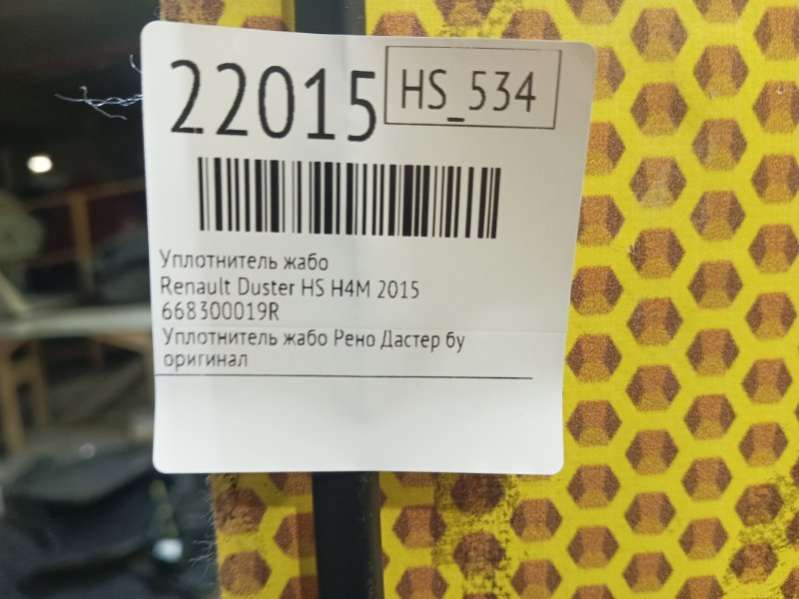 22015
HS_534
Уплотнитель жабо
Renault Duster HS H4M 2015
668300019R
Уплотнитель жабо Рено Дастер бу
оригинал